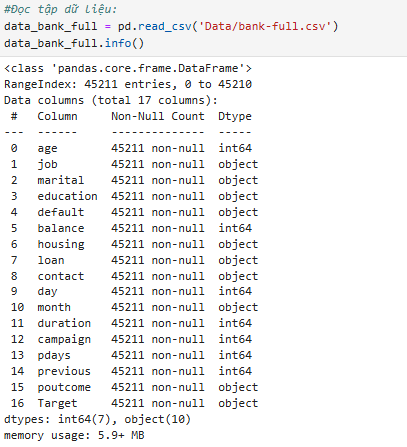 #Đọc tập dữ liệu:
data_bank_full = pd.read_csv('Data/bank-full.csv')
data_bank_full.info()
<class 'pandas.core.frame.DataFrame'>
RangeIndex: 45211 entries, 0 to 45210
Data columns (total 17 columns):
 #   Column     Non-Null Count  Dtype
---  ------     --------------  -----
 0   age        45211 non-null  int64
 1   job        45211 non-null  object
 2   marital    45211 non-null  object
 3   education  45211 non-null  object
 4   default    45211 non-null  object
 5   balance    45211 non-null  int64
 6   housing    45211 non-null  object
 7   loan       45211 non-null  object
 8   contact    45211 non-null  object
 9   day        45211 non-null  int64
 10  month      45211 non-null  object
 11  duration   45211 non-null  int64
 12  campaign   45211 non-null  int64
 13  pdays      45211 non-null  int64
 14  previous   45211 non-null  int64
 15  poutcome   45211 non-null  object
 16  Target     45211 non-null  object
dtypes: int64(7), object(10)
memory usage: 5.9+ MB